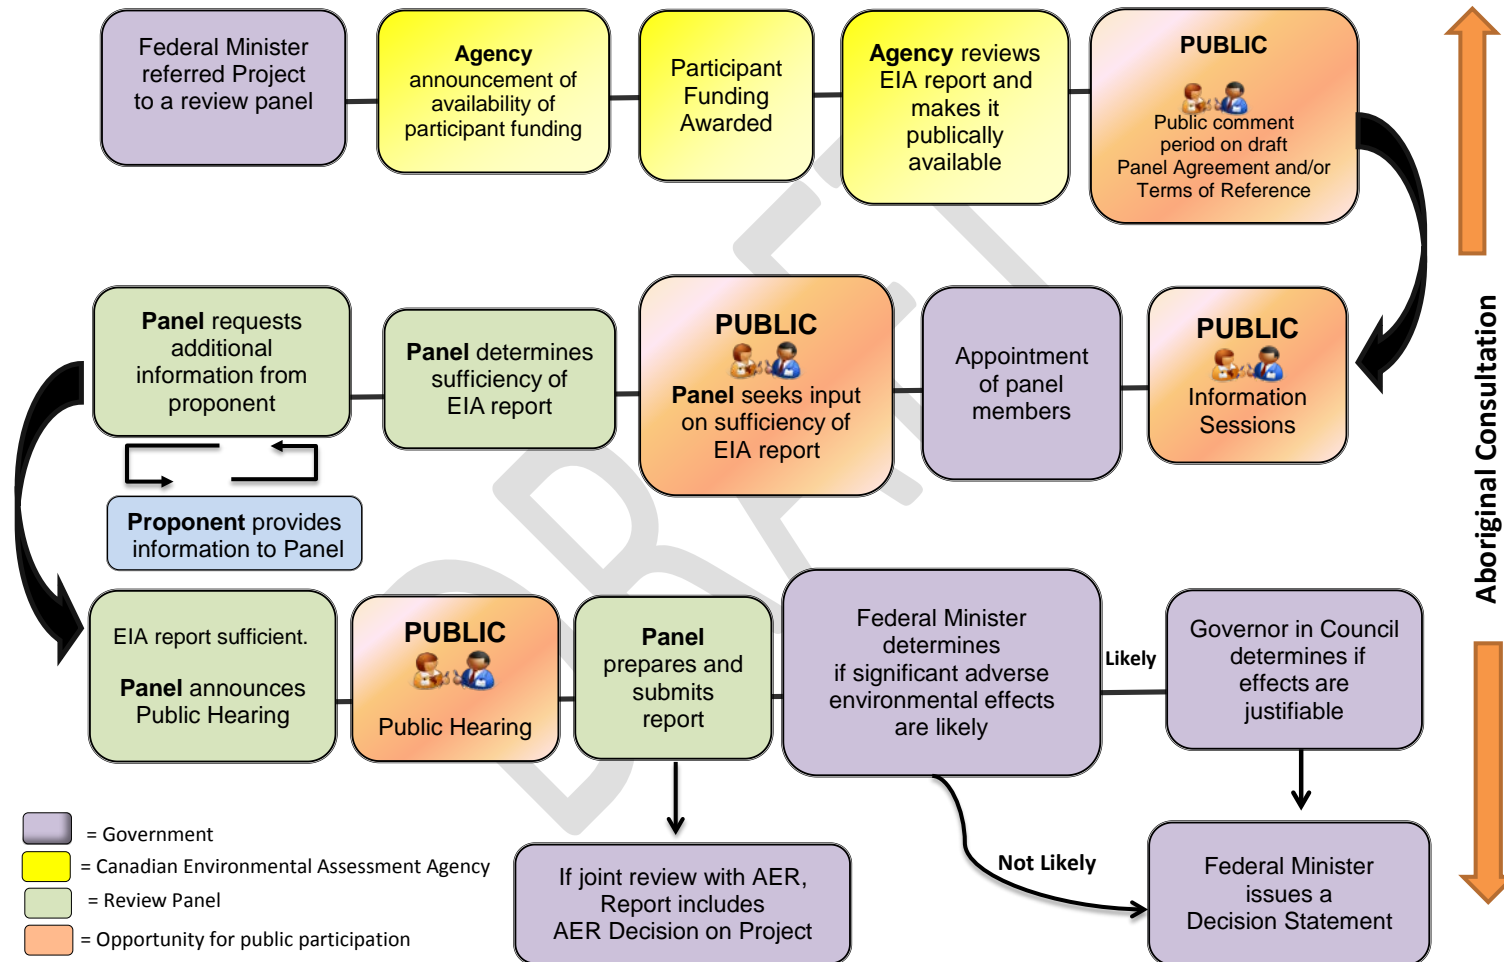 Federal Minister
referred Project
to a review panel
Agency
announcement of
availability of
participant funding
Participant
Funding
Awarded
Agency reviews
EIA report and
makes it
publically
available
PUBLIC
Public comment
period on draft
Panel Agreement and/or
Terms of Reference
PUBLIC
Information
Sessions
Appointment
of panel
members
PUBLIC
Panel seeks input
on sufficiency of
EIA report
Panel determines
sufficiency of
EIA report
Panel requests
additional
information from
proponent
Proponent provides
information to Panel
EIA report sufficient.
Panel announces
Public Hearing
PUBLIC
Public Hearing
Panel
prepares and
submits
report
Federal Minister
determines
if significant adverse
environmental effects
are likely
Likely
Governor in Council
determines if
effects are
justifiable
If joint review with AER,
Report includes
AER Decision on Project
Not Likely
Federal Minister
issues a
Decision Statement
Aboriginal Consultation
= Government
= Canadian Environmental Assessment Agency
= Review Panel
= Opportunity for public participation
DRAFT